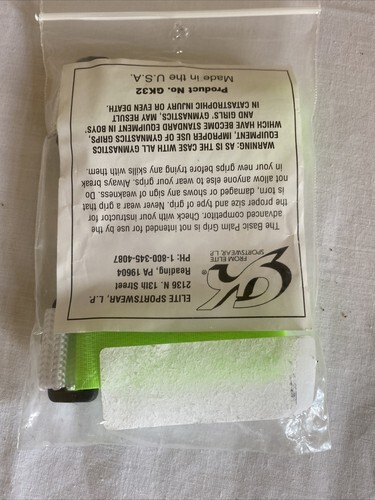 GK®
FROM ELITE
SPORTSWEAR, L.P.
ELITE SPORTSWEAR, L.P.
2136 N. 13th Street
Reading, PA 19604
PH: 1-800-345-4087
The Basic Palm Grip is not intended for use by the
advanced competitor. Check with your instructor for
the proper size and type of grip. Never wear a grip that
is torn, damaged or shows any sign of weakness. Do
not allow anyone else to wear your grips. Always break
in your new grips before trying any skills with them.
WARNING: AS IS THE CASE WITH ALL GYMNASTICS
EQUIPMENT, IMPROPER USE OF GYMNASTICS GRIPS,
WHICH HAVE BECOME STANDARD EQUIPMENT IN BOYS'
AND GIRLS' GYMNASTICS, MAY RESULT
IN CATASTROPHIC INJURY OR EVEN DEATH.
Product No. GK32
Made in the U.S.A.